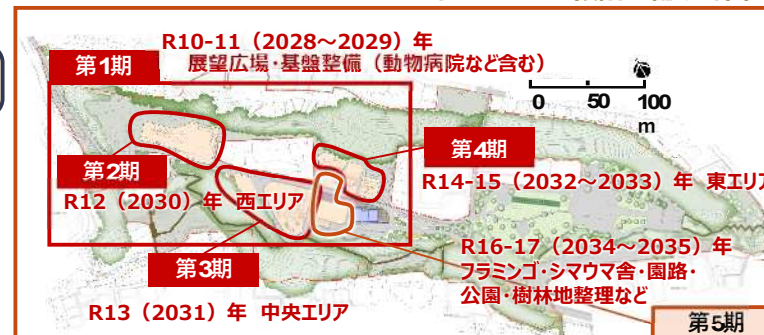 R10-11（2028～2029）年
第1期
展望広場・基盤整備（動物病院など含む）
0 50 100
m
第2期
第4期
R12（2030）年 西エリア
R14-15（2032～2033）年 東エリア
第3期
R16-17（2034～2035）年
フラミンゴ・シマウマ舎・園路・
公園・樹林地整理など
R13（2031）年 中央エリア
第5期